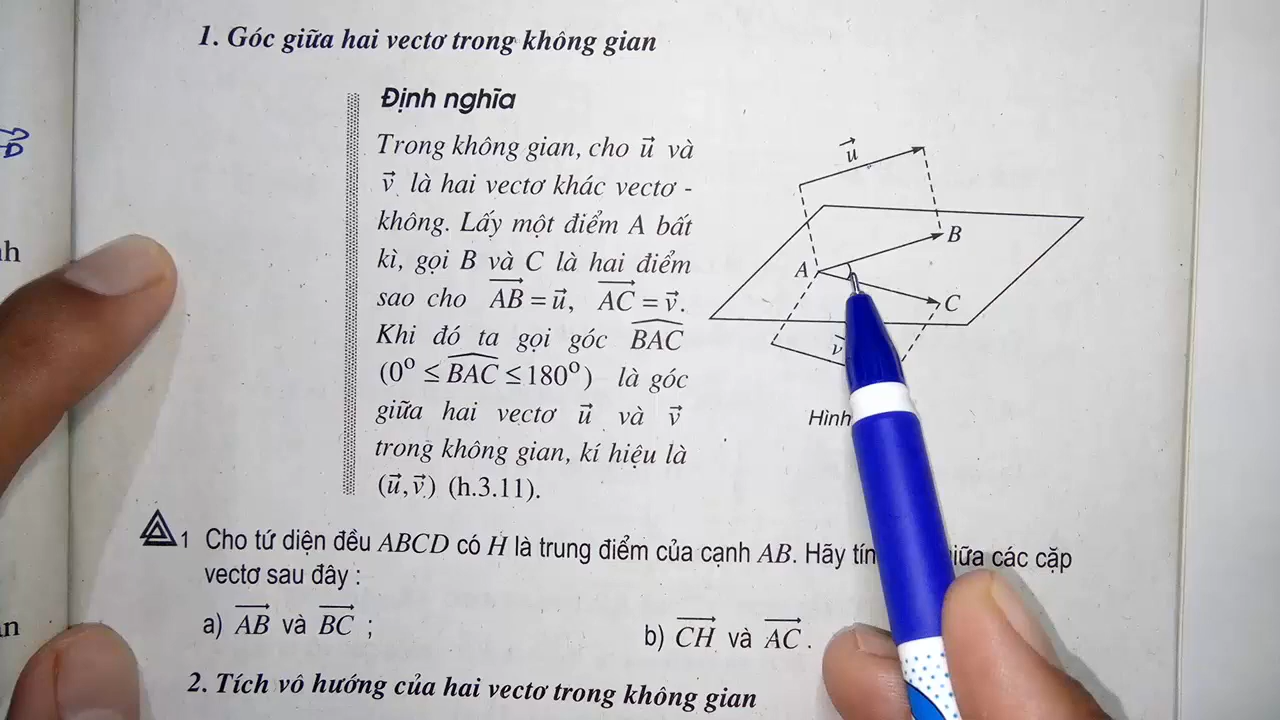 1. Góc giữa hai vectơ trong không gian
Định nghĩa
Trong không gian, cho u⃗ và
v⃗ là hai vectơ khác vectơ -
không. Lấy một điểm A bất
kì, gọi B và C là hai điểm
sao cho AB⃗ = u⃗, AC⃗ = v⃗.
Khi đó ta gọi góc BAC
(0° ≤ BAC ≤ 180°) là góc
giữa hai vectơ u⃗ và v⃗
trong không gian, kí hiệu là
(u⃗, v⃗) (h.3.11).
u⃗
B
A
C
v⃗
Hình
1 Cho tứ diện đều ABCD có H là trung điểm của cạnh AB. Hãy các cặp
vectơ sau đây :
a) AB⃗ và BC⃗ ;
b) CH⃗ và AC⃗ .
2. Tích vô hướng của hai vectơ trong không gian